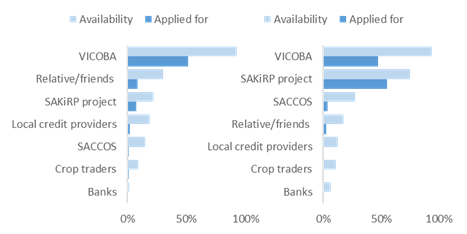 Availability Applied for
VICOBA
Relative/friends
SAKiRP project
Local credit providers
SACCOS
Crop traders
Banks
0% 50% 100%
Availability Applied for
VICOBA
SAKiRP project
SACCOS
Relative/friends
Local credit providers
Crop traders
Banks
0% 50% 100%